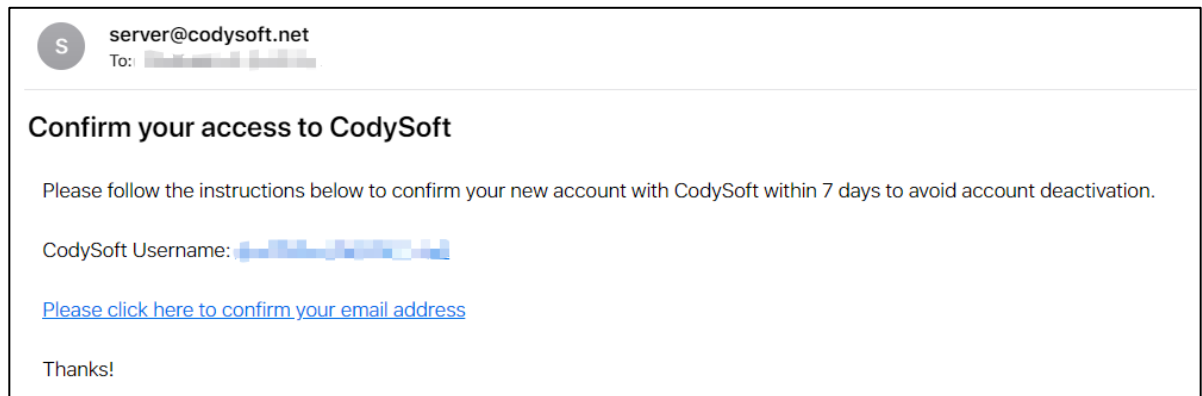 S
server@codysoft.net
To:
Confirm your access to CodySoft
Please follow the instructions below to confirm your new account with CodySoft within 7 days to avoid account deactivation.
CodySoft Username:
Please click here to confirm your email address
Thanks!